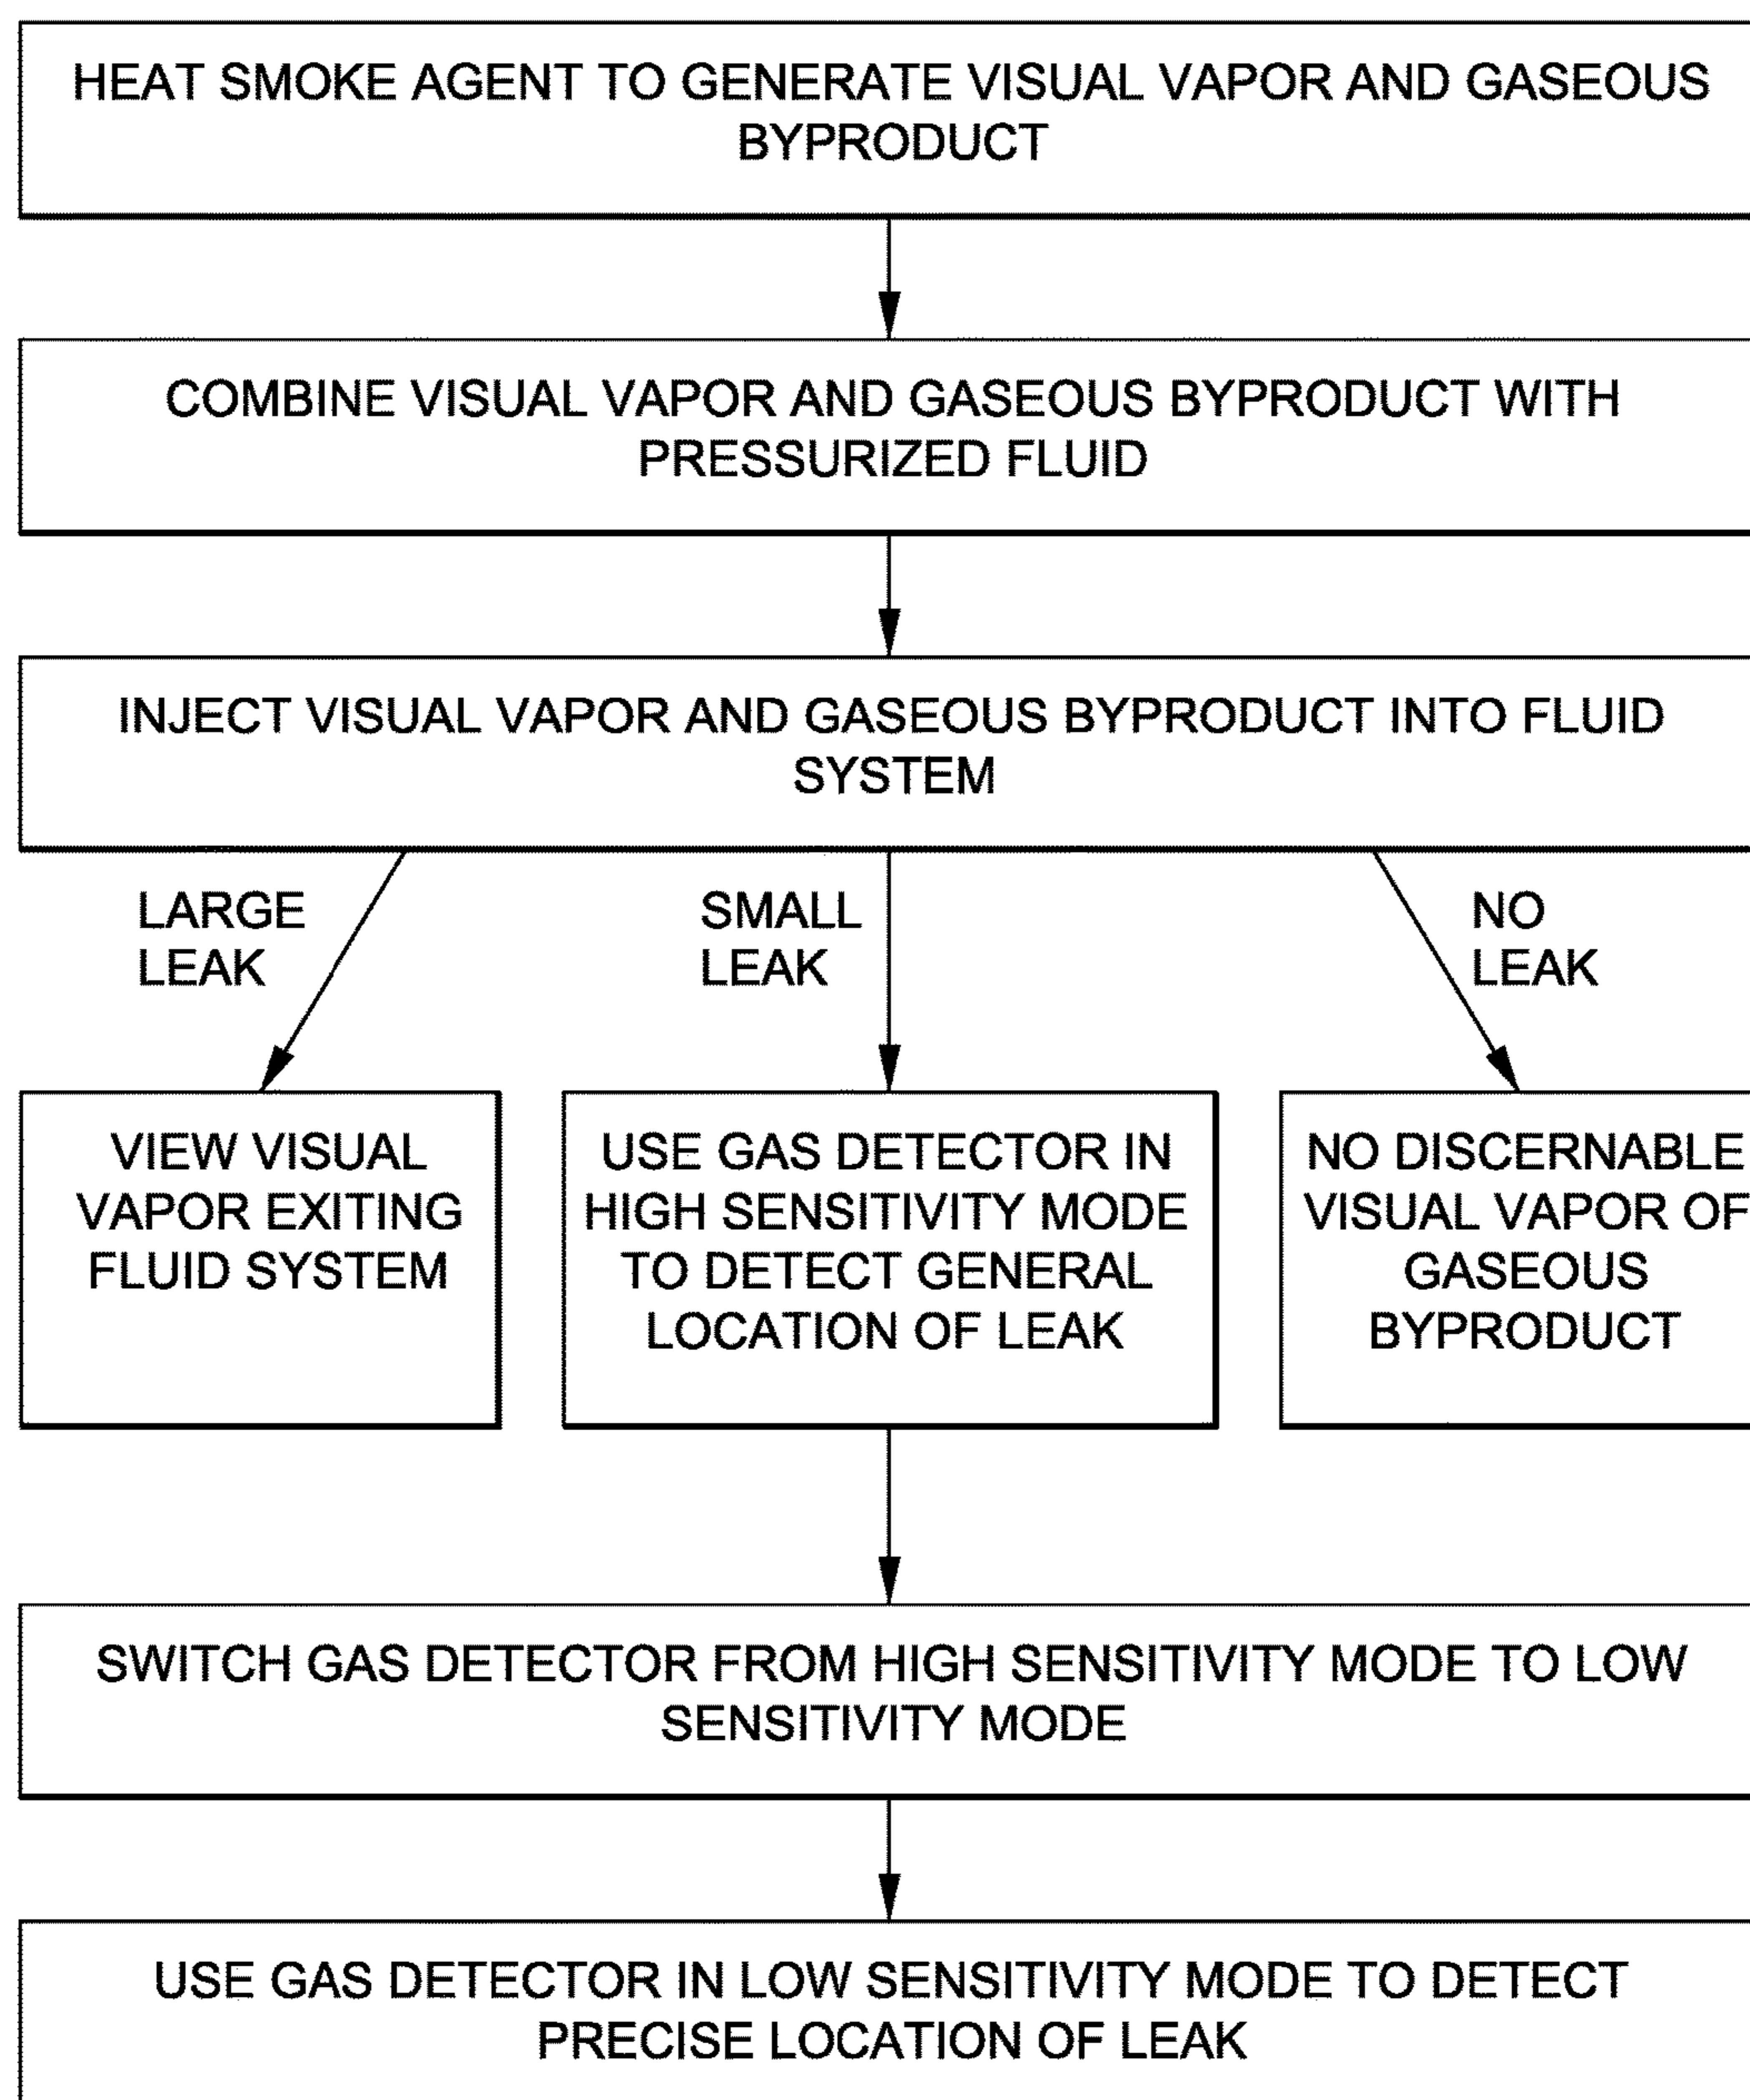 HEAT SMOKE AGENT TO GENERATE VISUAL VAPOR AND GASEOUS
BYPRODUCT
COMBINE VISUAL VAPOR AND GASEOUS BYPRODUCT WITH
PRESSURIZED FLUID
INJECT VISUAL VAPOR AND GASEOUS BYPRODUCT INTO FLUID
SYSTEM
LARGE
LEAK
SMALL
LEAK
NO
LEAK
VIEW VISUAL
VAPOR EXITING
FLUID SYSTEM
USE GAS DETECTOR IN
HIGH SENSITIVITY MODE
TO DETECT GENERAL
LOCATION OF LEAK
NO DISCERNABLE
VISUAL VAPOR OF
GASEOUS
BYPRODUCT
SWITCH GAS DETECTOR FROM HIGH SENSITIVITY MODE TO LOW
SENSITIVITY MODE
USE GAS DETECTOR IN LOW SENSITIVITY MODE TO DETECT
PRECISE LOCATION OF LEAK